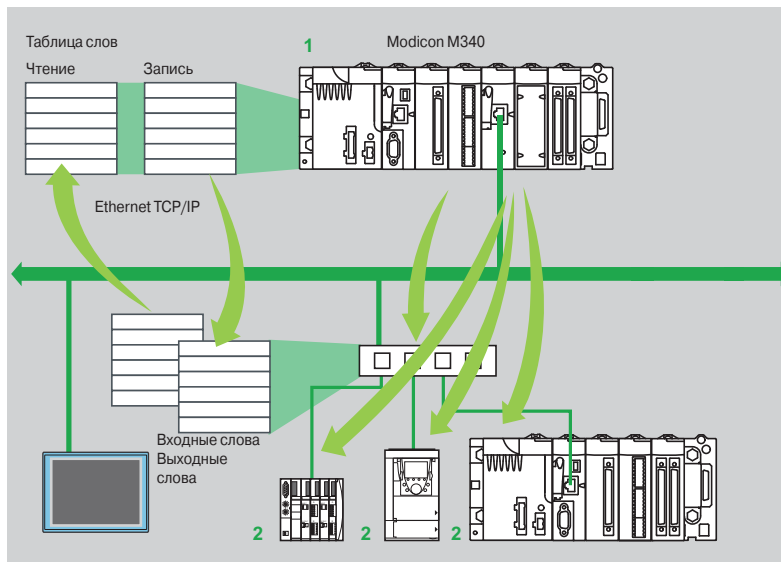 Таблица слов
1
Modicon M340
Чтение
Запись
Ethernet TCP/IP
Входные слова
Выходные
слова
2
2
2